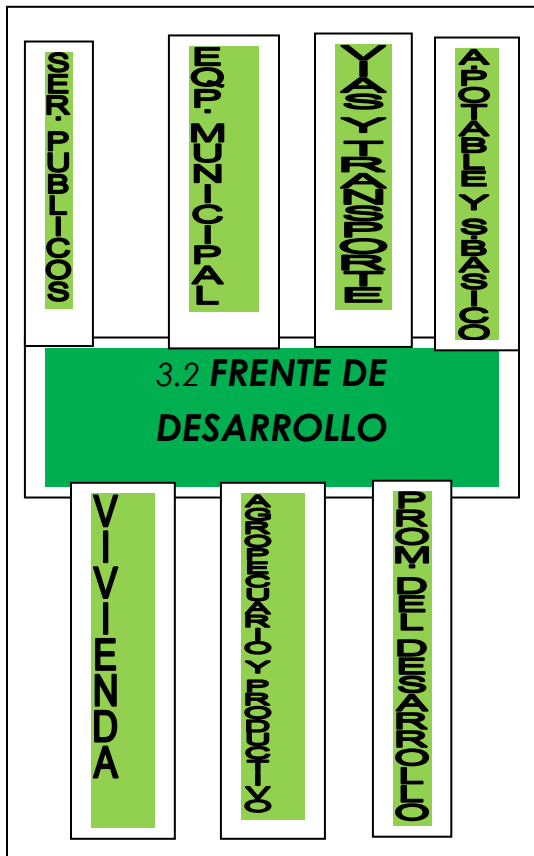 SER. PUBLICOS
EQP. MUNICIPAL
VIAS Y TRANSPORTE
A.POTABLE Y S.BASICO
3.2 FRENTE DE
DESARROLLO
VIVIENDA
AGROPECUARIO Y PRODUCTIVO
PROM. DEL DESARROLLO